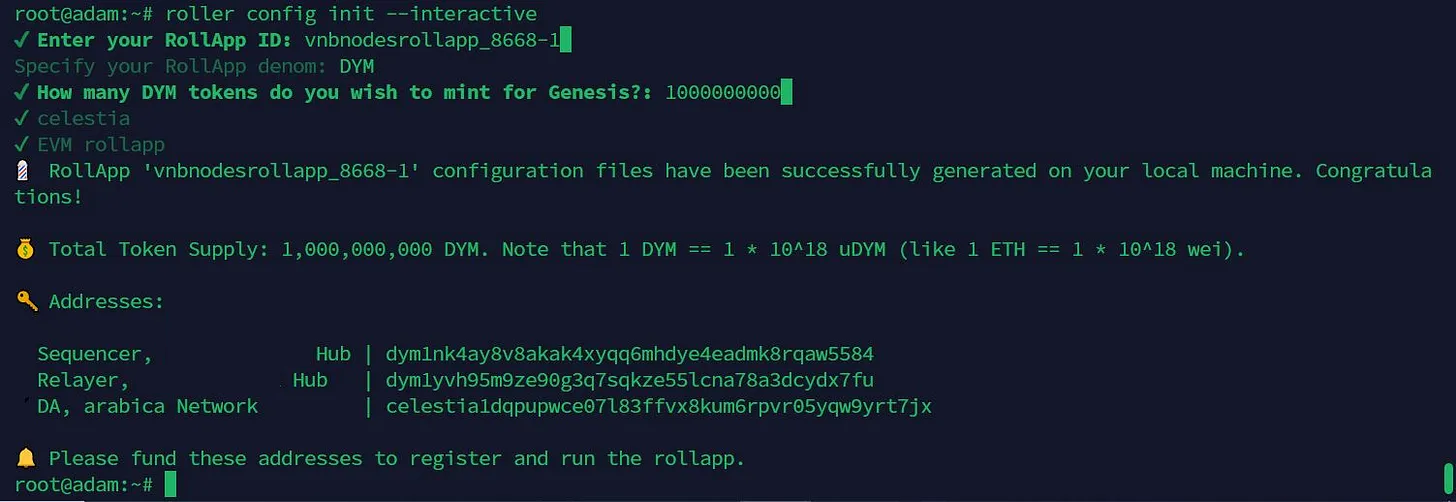 root@adam:~# roller config init --interactive
✓ Enter your RollApp ID: vnbnodesrollapp_8668-1
Specify your RollApp denom: DYM
✓ How many DYM tokens do you wish to mint for Genesis?: 1000000000
✓ celestia
✓ EVM rollapp
💈 RollApp 'vnbnodesrollapp_8668-1' configuration files have been successfully generated on your local machine. Congratula
tions!
💰 Total Token Supply: 1,000,000,000 DYM. Note that 1 DYM == 1 * 10^18 uDYM (like 1 ETH == 1 * 10^18 wei).
🔑 Addresses:
Sequencer, Hub | dym1nk4ay8v8akak4xyqq6mhdye4eadmk8rqaw5584
Relayer, Hub | dym1yvh95m9ze90g3q7sqkze55lcna78a3dcydx7fu
DA, arabica Network | celestia1dqpupwce07l83ffvx8kum6rpvr05yqw9yrt7jx
🔔 Please fund these addresses to register and run the rollapp.
root@adam:~#